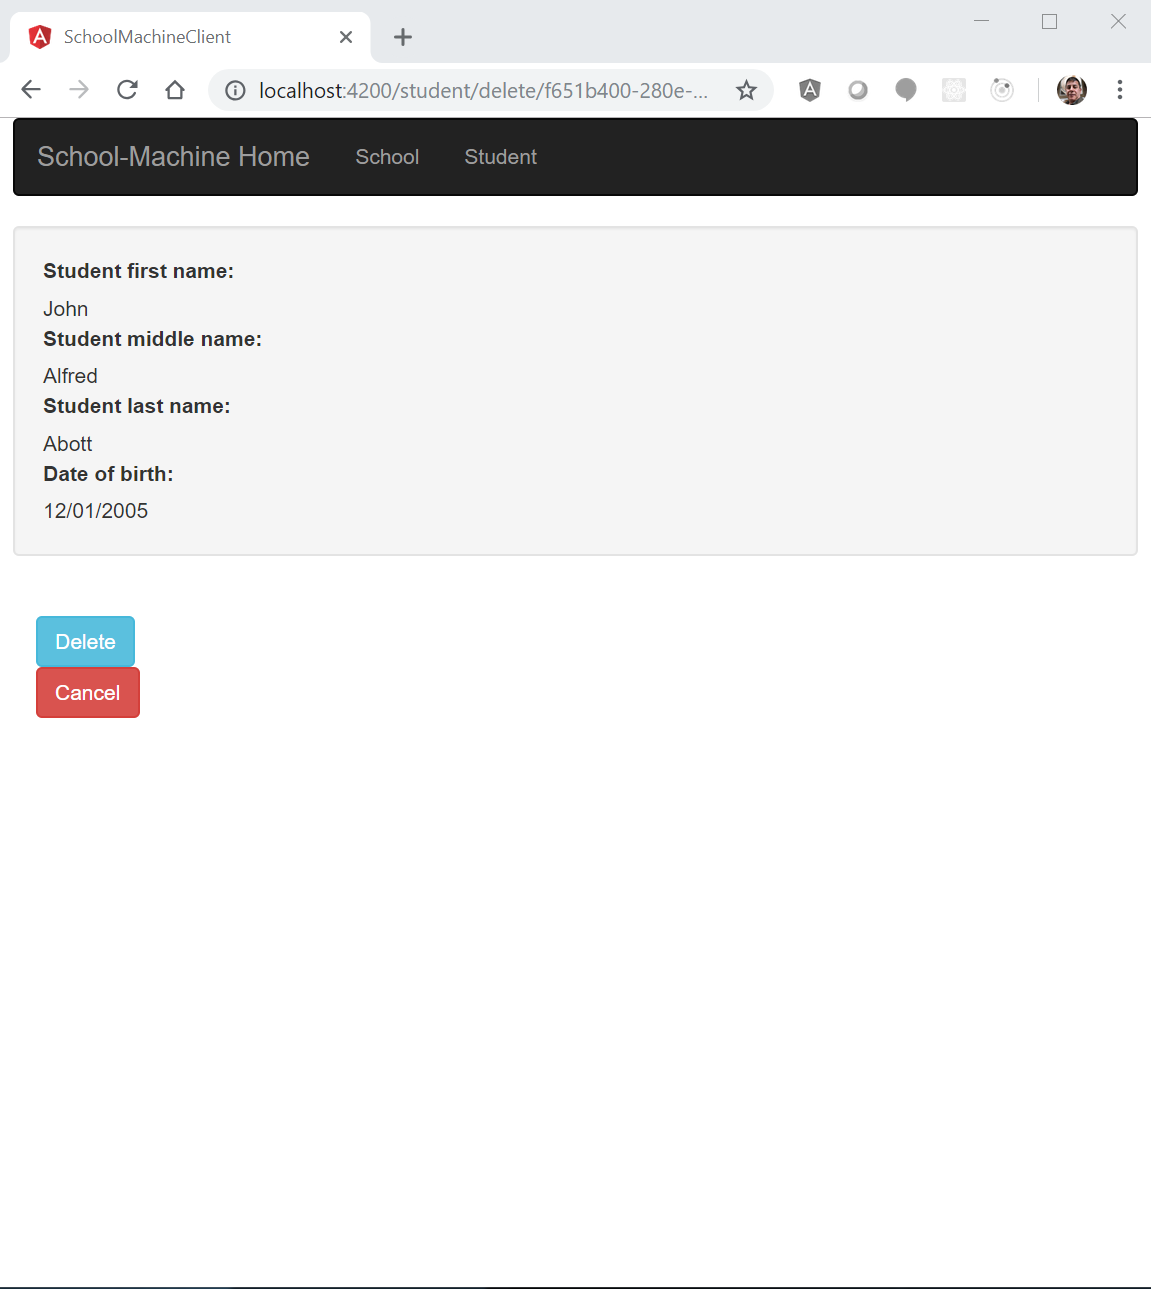 SchoolMachineClient
localhost:4200/student/delete/f651b400-280e-...
School-Machine Home School Student
Student first name:
John
Student middle name:
Alfred
Student last name:
Abott
Date of birth:
12/01/2005
Delete
Cancel